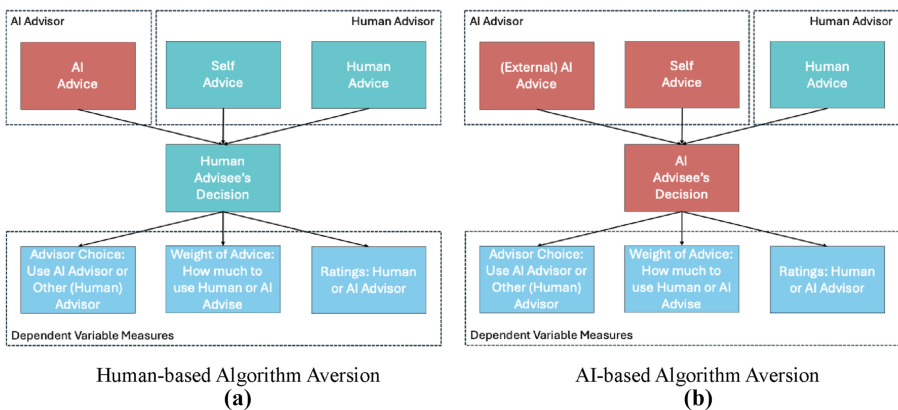 AI Advisor
Human Advisor
AI
Advice
Self
Advice
Human
Advice
Human
Advisee's
Decision
Advisor Choice:
Use AI Advisor or
Other (Human)
Advisor
Weight of Advice:
How much to
use Human or AI
Advise
Ratings: Human
or AI Advisor
Dependent Variable Measures
Human-based Algorithm Aversion
(a)
AI Advisor
Human Advisor
(External) AI
Advice
Self
Advice
Human
Advice
AI
Advisee's
Decision
Advisor Choice:
Use AI Advisor or
Other (Human)
Advisor
Weight of Advice:
How much to
use Human or AI
Advise
Ratings: Human
or AI Advisor
Dependent Variable Measures
AI-based Algorithm Aversion
(b)